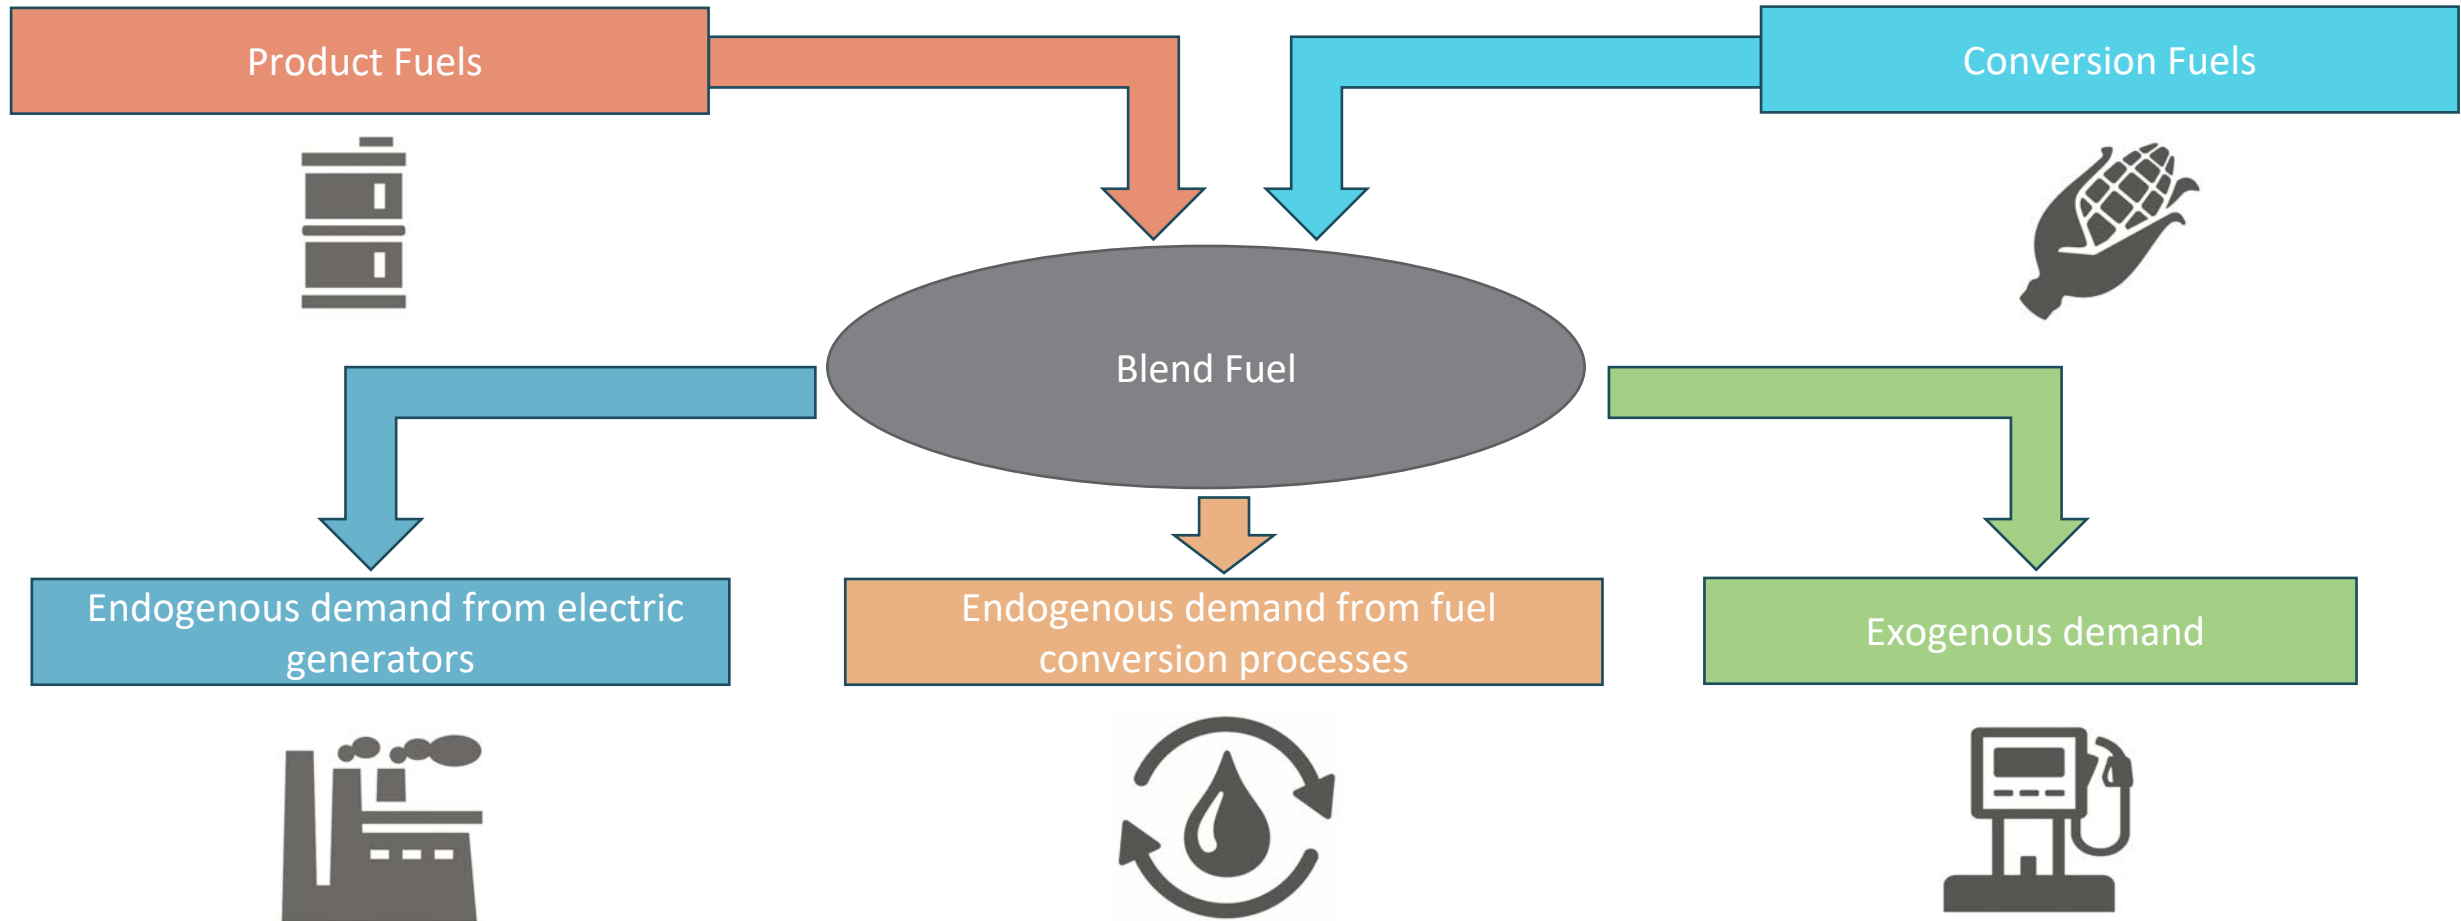 Product Fuels
Conversion Fuels
Blend Fuel
Endogenous demand from electric
generators
Endogenous demand from fuel
conversion processes
Exogenous demand